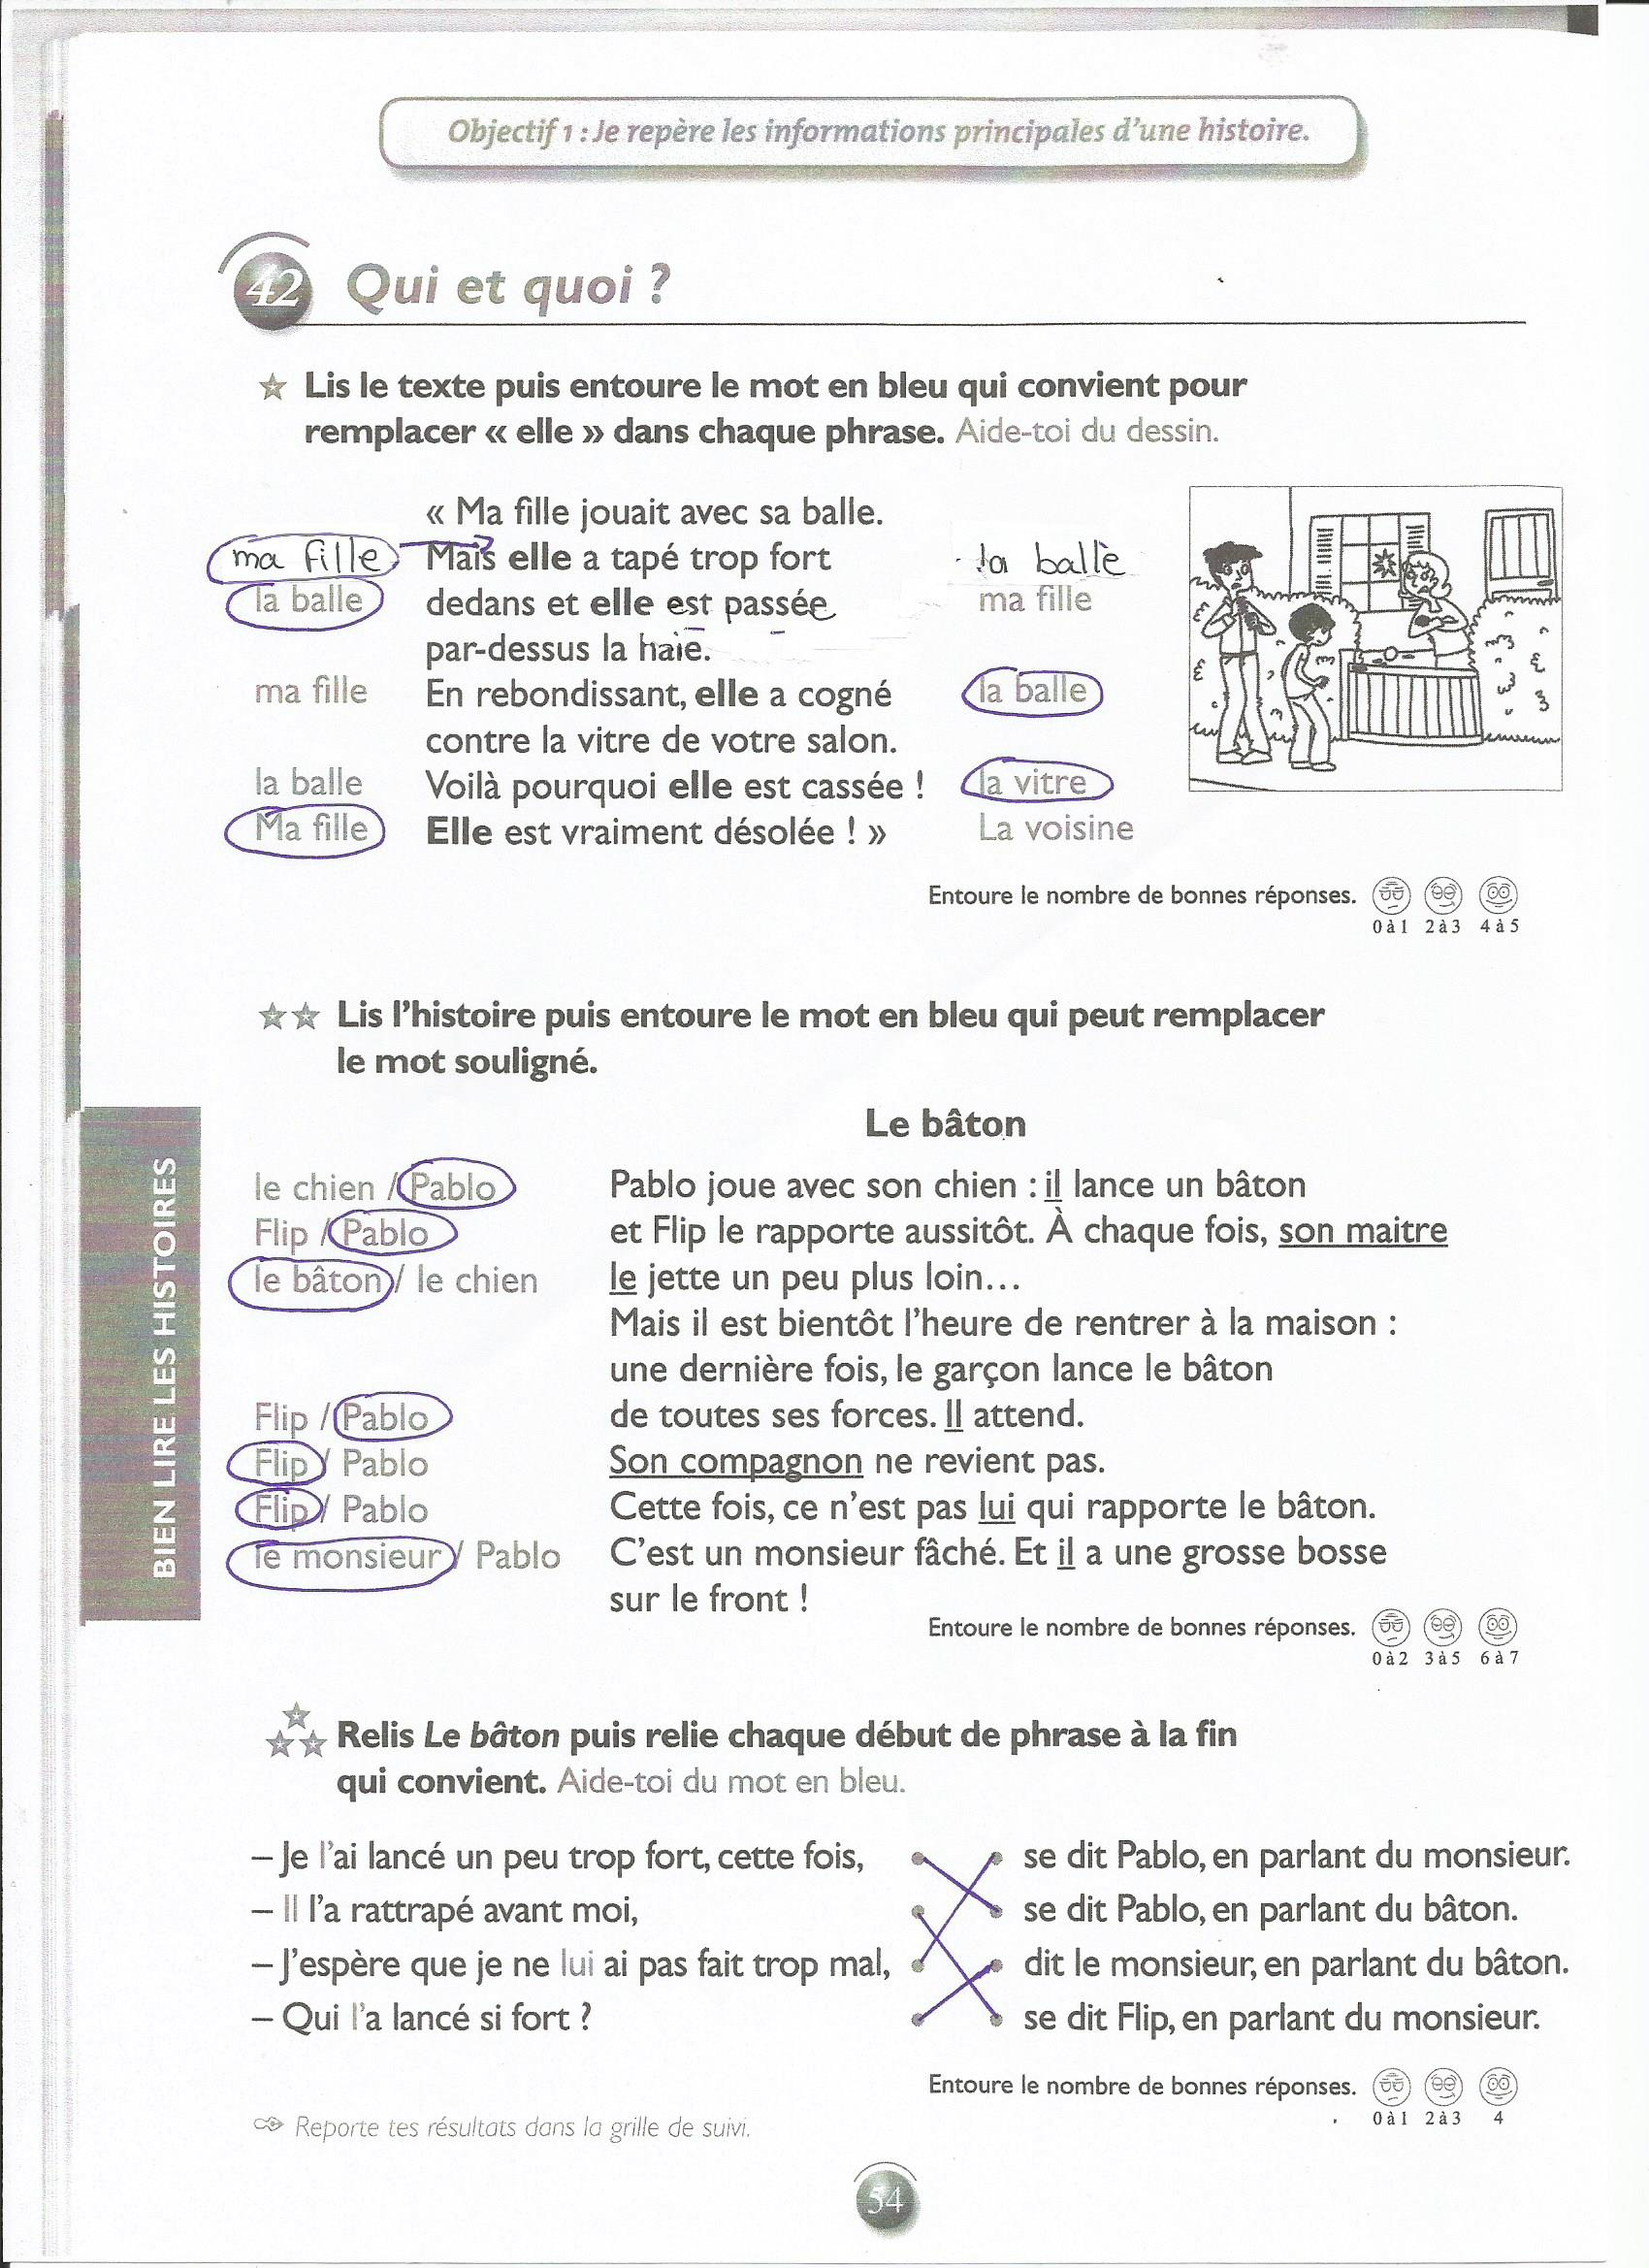 Objectif 1 : Je repère les informations principales d'une histoire.
42 Qui et quoi ?
Lis le texte puis entoure le mot en bleu qui convient pour
remplacer « elle » dans chaque phrase. Aide-toi du dessin.
« Ma fille jouait avec sa balle.
ma fille Mais elle a tapé trop fort la balle
la balle dedans et elle est passée ma fille
par-dessus la haie.
ma fille En rebondissant, elle a cogné la balle
contre la vitre de votre salon.
la balle Voilà pourquoi elle est cassée ! la vitre
Ma fille Elle est vraiment désolée ! » La voisine
Entoure le nombre de bonnes réponses.
0 à 1 2 à 3 4 à 5
Lis l'histoire puis entoure le mot en bleu qui peut remplacer
le mot souligné.
Le bâton
le chien / Pablo Pablo joue avec son chien : il lance un bâton
Flip / Pablo et Flip le rapporte aussitôt. À chaque fois, son maitre
le bâton / le chien le jette un peu plus loin...
Mais il est bientôt l'heure de rentrer à la maison :
une dernière fois, le garçon lance le bâton
Flip / Pablo de toutes ses forces. Il attend.
Flip / Pablo Son compagnon ne revient pas.
Flip / Pablo Cette fois, ce n'est pas lui qui rapporte le bâton.
le monsieur / Pablo C'est un monsieur fâché. Et il a une grosse bosse
sur le front !
Entoure le nombre de bonnes réponses.
0 à 2 3 à 5 6 à 7
BIEN LIRE LES HISTOIRES
Relis Le bâton puis relie chaque début de phrase à la fin
qui convient. Aide-toi du mot en bleu.
– Je l'ai lancé un peu trop fort, cette fois, se dit Pablo, en parlant du monsieur.
– Il l'a rattrapé avant moi, se dit Pablo, en parlant du bâton.
– J'espère que je ne lui ai pas fait trop mal, dit le monsieur, en parlant du bâton.
– Qui l'a lancé si fort ? se dit Flip, en parlant du monsieur.
Entoure le nombre de bonnes réponses.
0 à 1 2 à 3 4
Reporte tes résultats dans la grille de suivi.
54